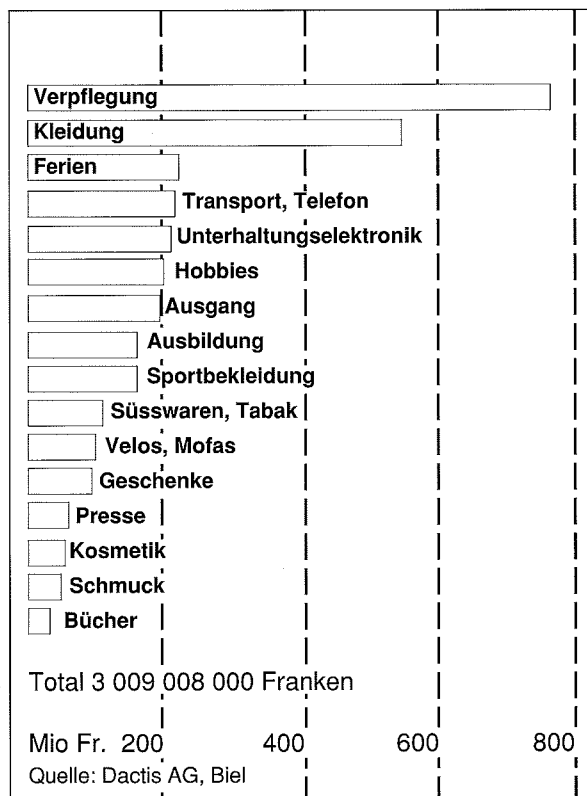 Verpflegung
Kleidung
Ferien
Transport, Telefon
Unterhaltungselektronik
Hobbies
Ausgang
Ausbildung
Sportbekleidung
Süsswaren, Tabak
Velos, Mofas
Geschenke
Presse
Kosmetik
Schmuck
Bücher
Total 3 009 008 000 Franken
Mio Fr. 200 400 600 800
Quelle: Dactis AG, Biel